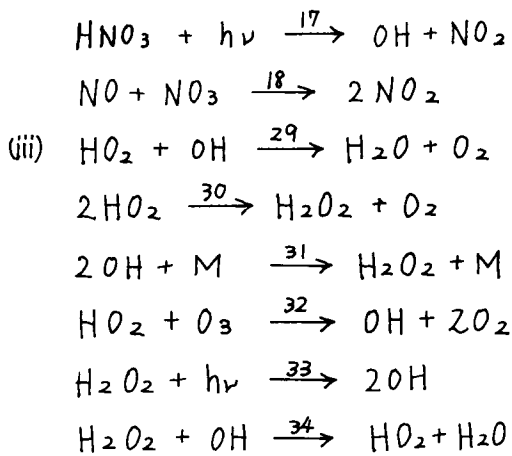 HNO₃ + hν —17→ OH + NO₂
NO + NO₃ —18→ 2NO₂
(iii) HO₂ + OH —29→ H₂O + O₂
2HO₂ —30→ H₂O₂ + O₂
2OH + M —31→ H₂O₂ + M
HO₂ + O₃ —32→ OH + 2O₂
H₂O₂ + hν —33→ 2OH
H₂O₂ + OH —34→ HO₂ + H₂O